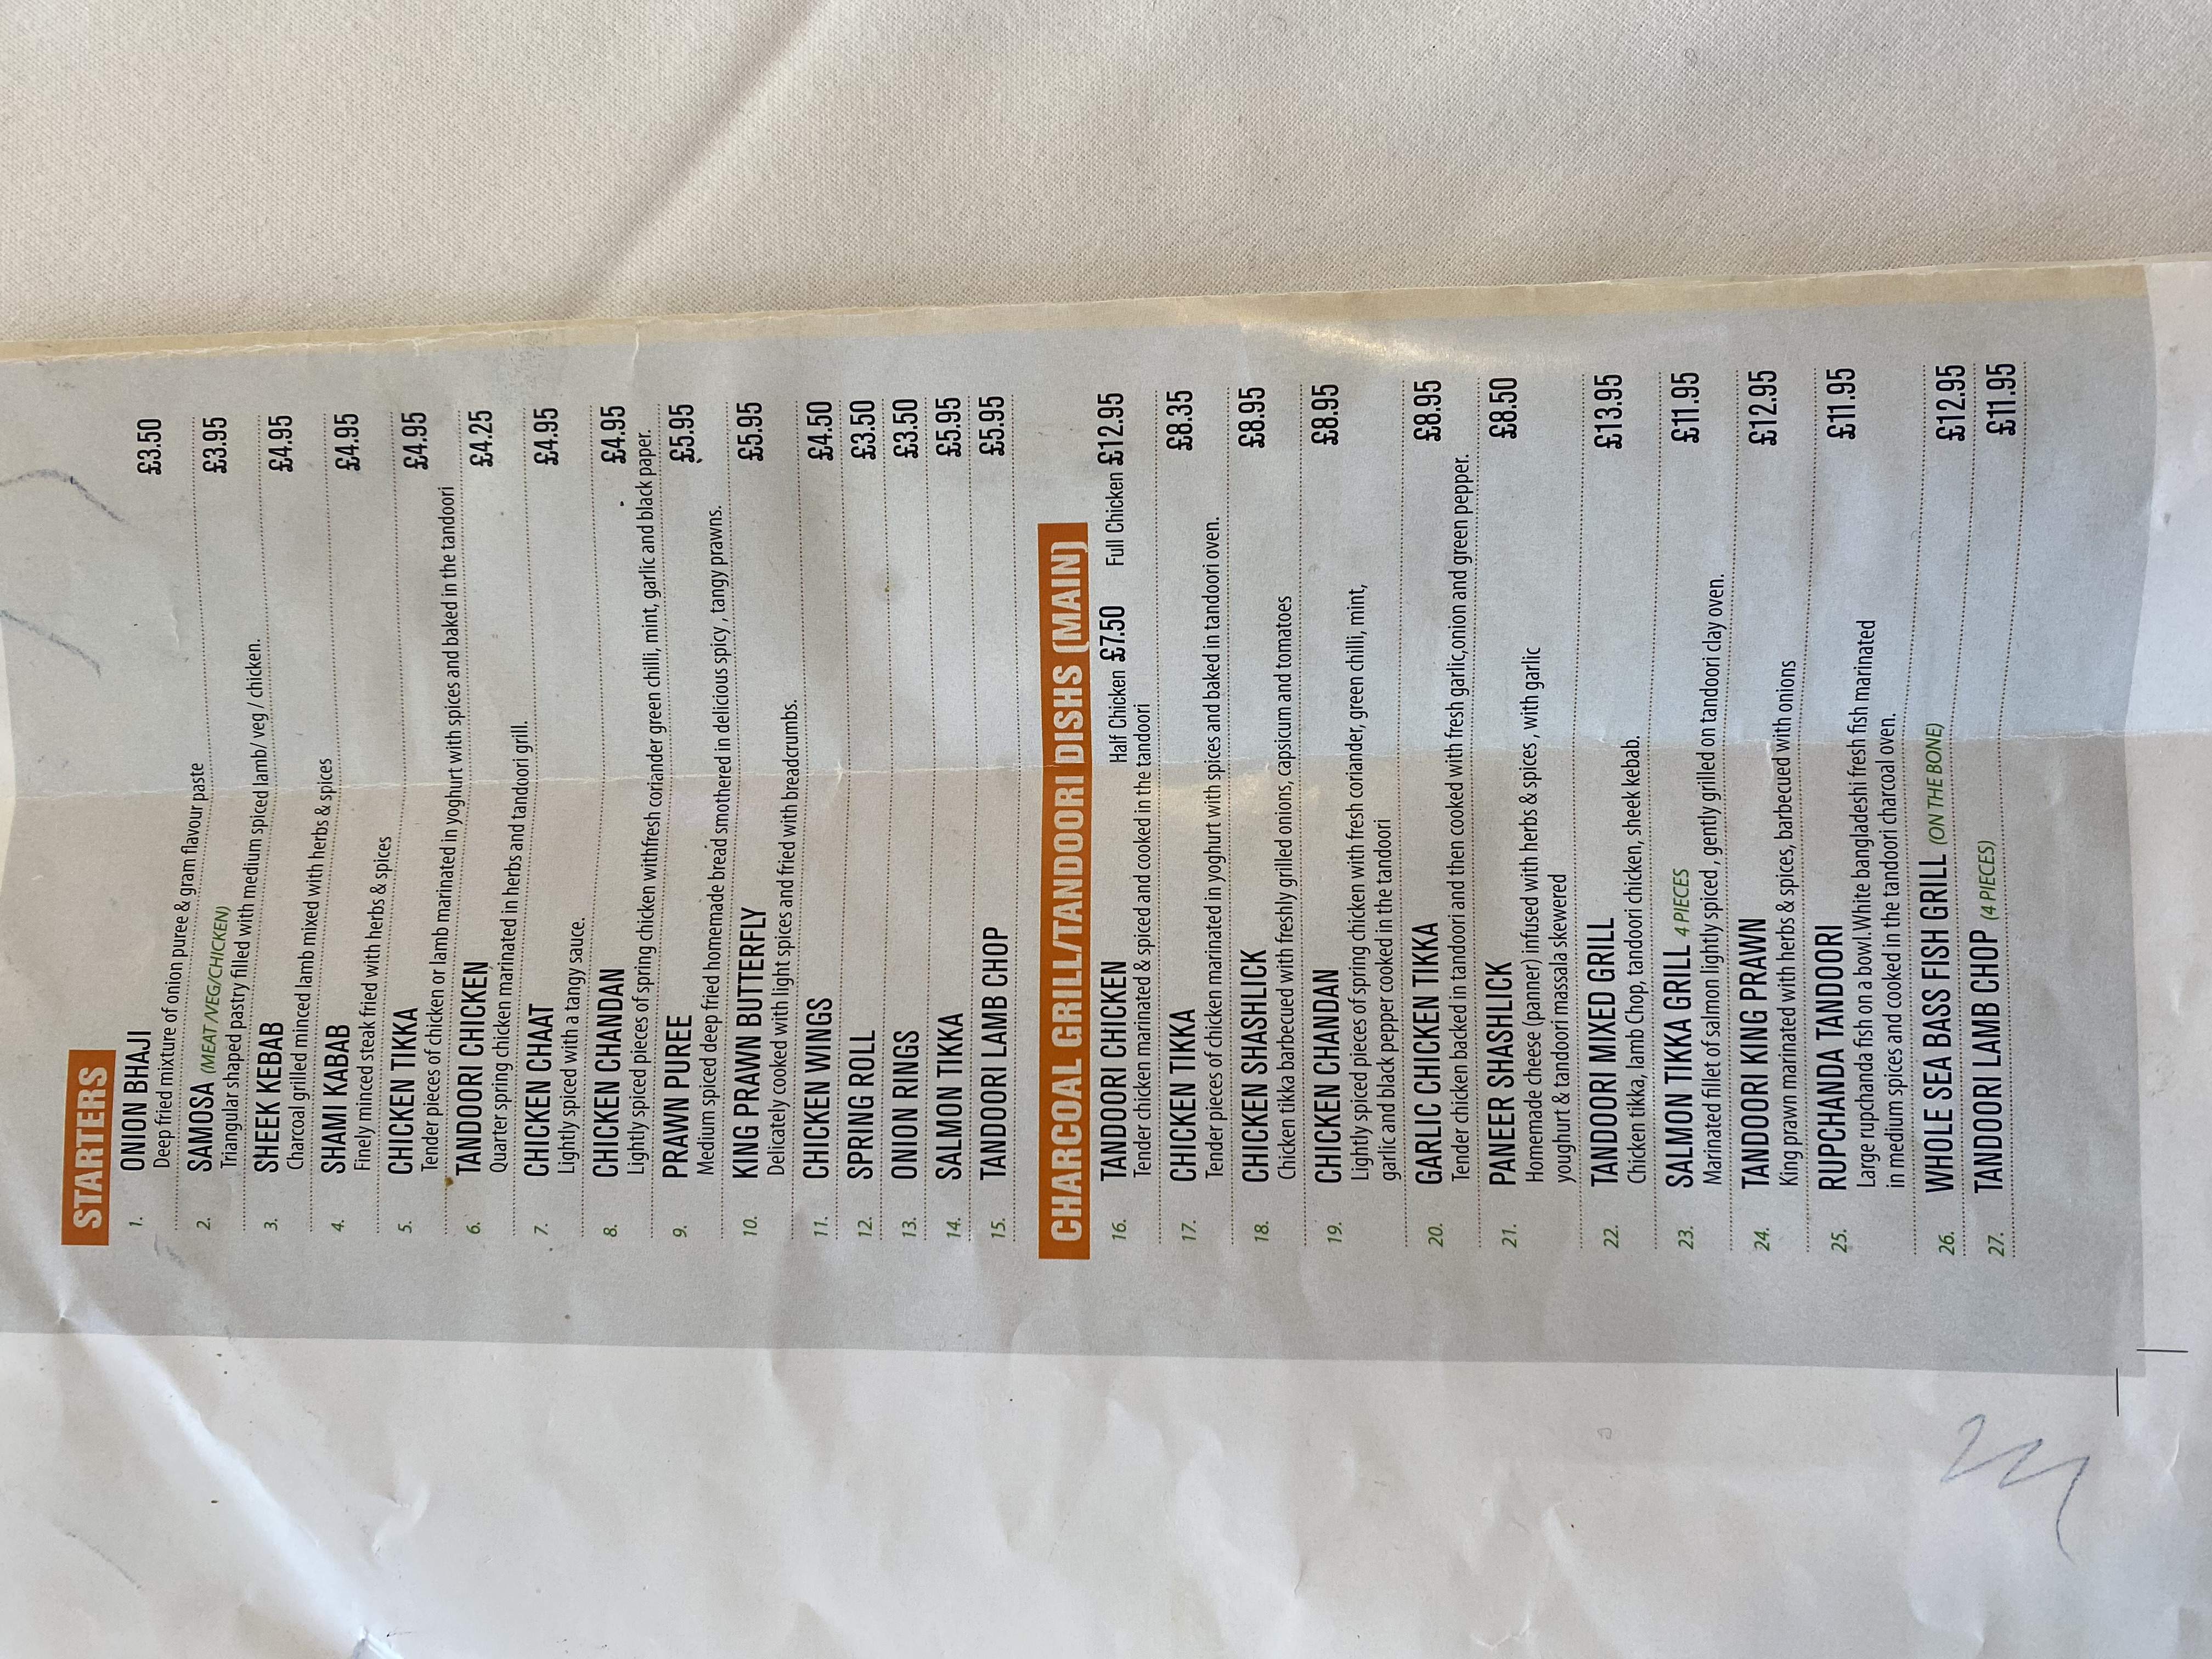 STARTERS
1. ONION BHAJI £3.50
Deep fried mixture of onion puree & gram flavour paste
2. SAMOSA (MEAT /VEG/CHICKEN) £3.95
Triangular shaped pastry filled with medium spiced lamb/ veg / chicken.
3. SHEEK KEBAB £4.95
Charcoal grilled minced lamb mixed with herbs & spices
4. SHAMI KABAB £4.95
Finely minced steak fried with herbs & spices
5. CHICKEN TIKKA £4.95
Tender pieces of chicken or lamb marinated in yoghurt with spices and baked in the tandoori
6. TANDOORI CHICKEN £4.25
Quarter spring chicken marinated in herbs and tandoori grill.
7. CHICKEN CHAAT £4.95
Lightly spiced with a tangy sauce.
8. CHICKEN CHANDAN £4.95
Lightly spiced pieces of spring chicken withfresh coriander green chilli, mint, garlic and black paper.
9. PRAWN PUREE £5.95
Medium spiced deep fried homemade bread smothered in delicious spicy , tangy prawns.
10. KING PRAWN BUTTERFLY £5.95
Delicately cooked with light spices and fried with breadcrumbs.
11. CHICKEN WINGS £4.50
12. SPRING ROLL £3.50
13. ONION RINGS £3.50
14. SALMON TIKKA £5.95
15. TANDOORI LAMB CHOP £5.95
CHARCOAL GRILL/TANDOORI DISHS (MAIN)
16. TANDOORI CHICKEN Half Chicken £7.50 Full Chicken £12.95
Tender chicken marinated & spiced and cooked in the tandoori
17. CHICKEN TIKA £8.35
Tender pieces of chicken marinated in yoghurt with spices and baked in tandoori oven.
18. CHICKEN SHASHLICK £8.95
Chicken tikka barbecued with freshly grilled onions, capsicum and tomatoes
19. CHICKEN CHANDAN £8.95
Lightly spiced pieces of spring chicken with fresh coriander, green chilli, mint,
garlic and black pepper cooked in the tandoori
20. GARLIC CHICKEN TIKKA £8.95
Tender chicken backed in tandoori and then cooked with fresh garlic,onion and green pepper.
21. PANEER SHASHLICK £8.50
Homemade cheese (panner) infused with herbs & spices , with garlic
youghurt & tandoori massala skewered
22. TANDOORI MIXED GRILL £13.95
Chicken tikka, lamb Chop, tandoori chicken, sheek kebab.
23. SALMON TIKKA GRILL 4 PIECES £11.95
Marinated fillet of salmon lightly spiced , gently grilled on tandoori clay oven.
24. TANDOORI KING PRAWN £12.95
King prawn marinated with herbs & spices, barbecued with onions
25. RUPCHANDA TANDOORI £11.95
Large rupchanda fish on a bowl.White bangladeshi fresh fish marinated
in medium spices and cooked in the tandoori charcoal oven.
26. WHOLE SEA BASS FISH GRILL (ON THE BONE) £12.95
27. TANDOORI LAMB CHOP (4 PIECES) £11.95